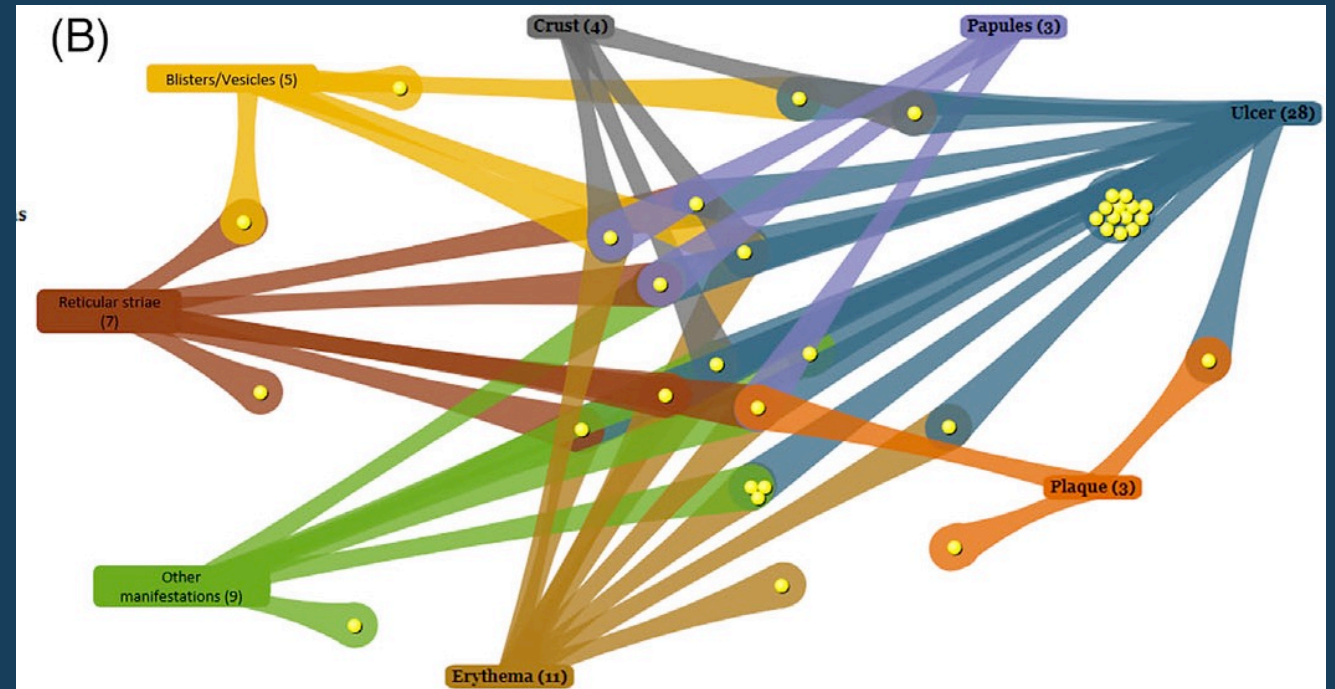 (B)
Crust (4)
Papules (3)
Blisters/Vesicles (5)
Ulcer (28)
s
Reticular striae
(7)
Plaque (3)
Other
manifestations (9)
Erythema (11)